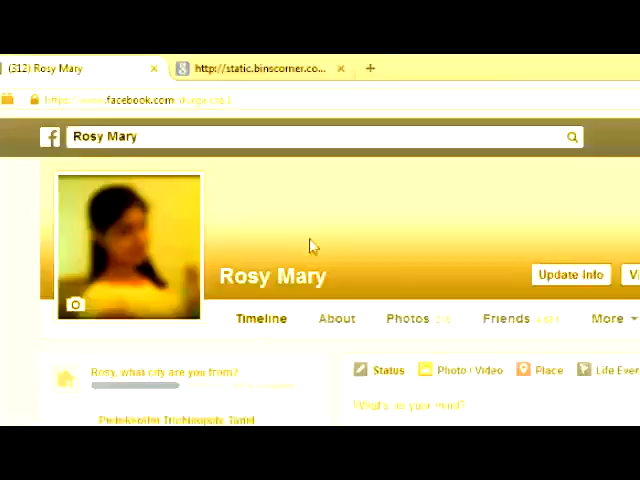 (312) Rosy Mary
http://static.binscorner.co...
facebook.com
Rosy Mary
Rosy Mary
Update Info
Timeline About Photos Friends More
Rosy, what city are you from?
Status Photo / Video Place Life Even
What's on your mind?